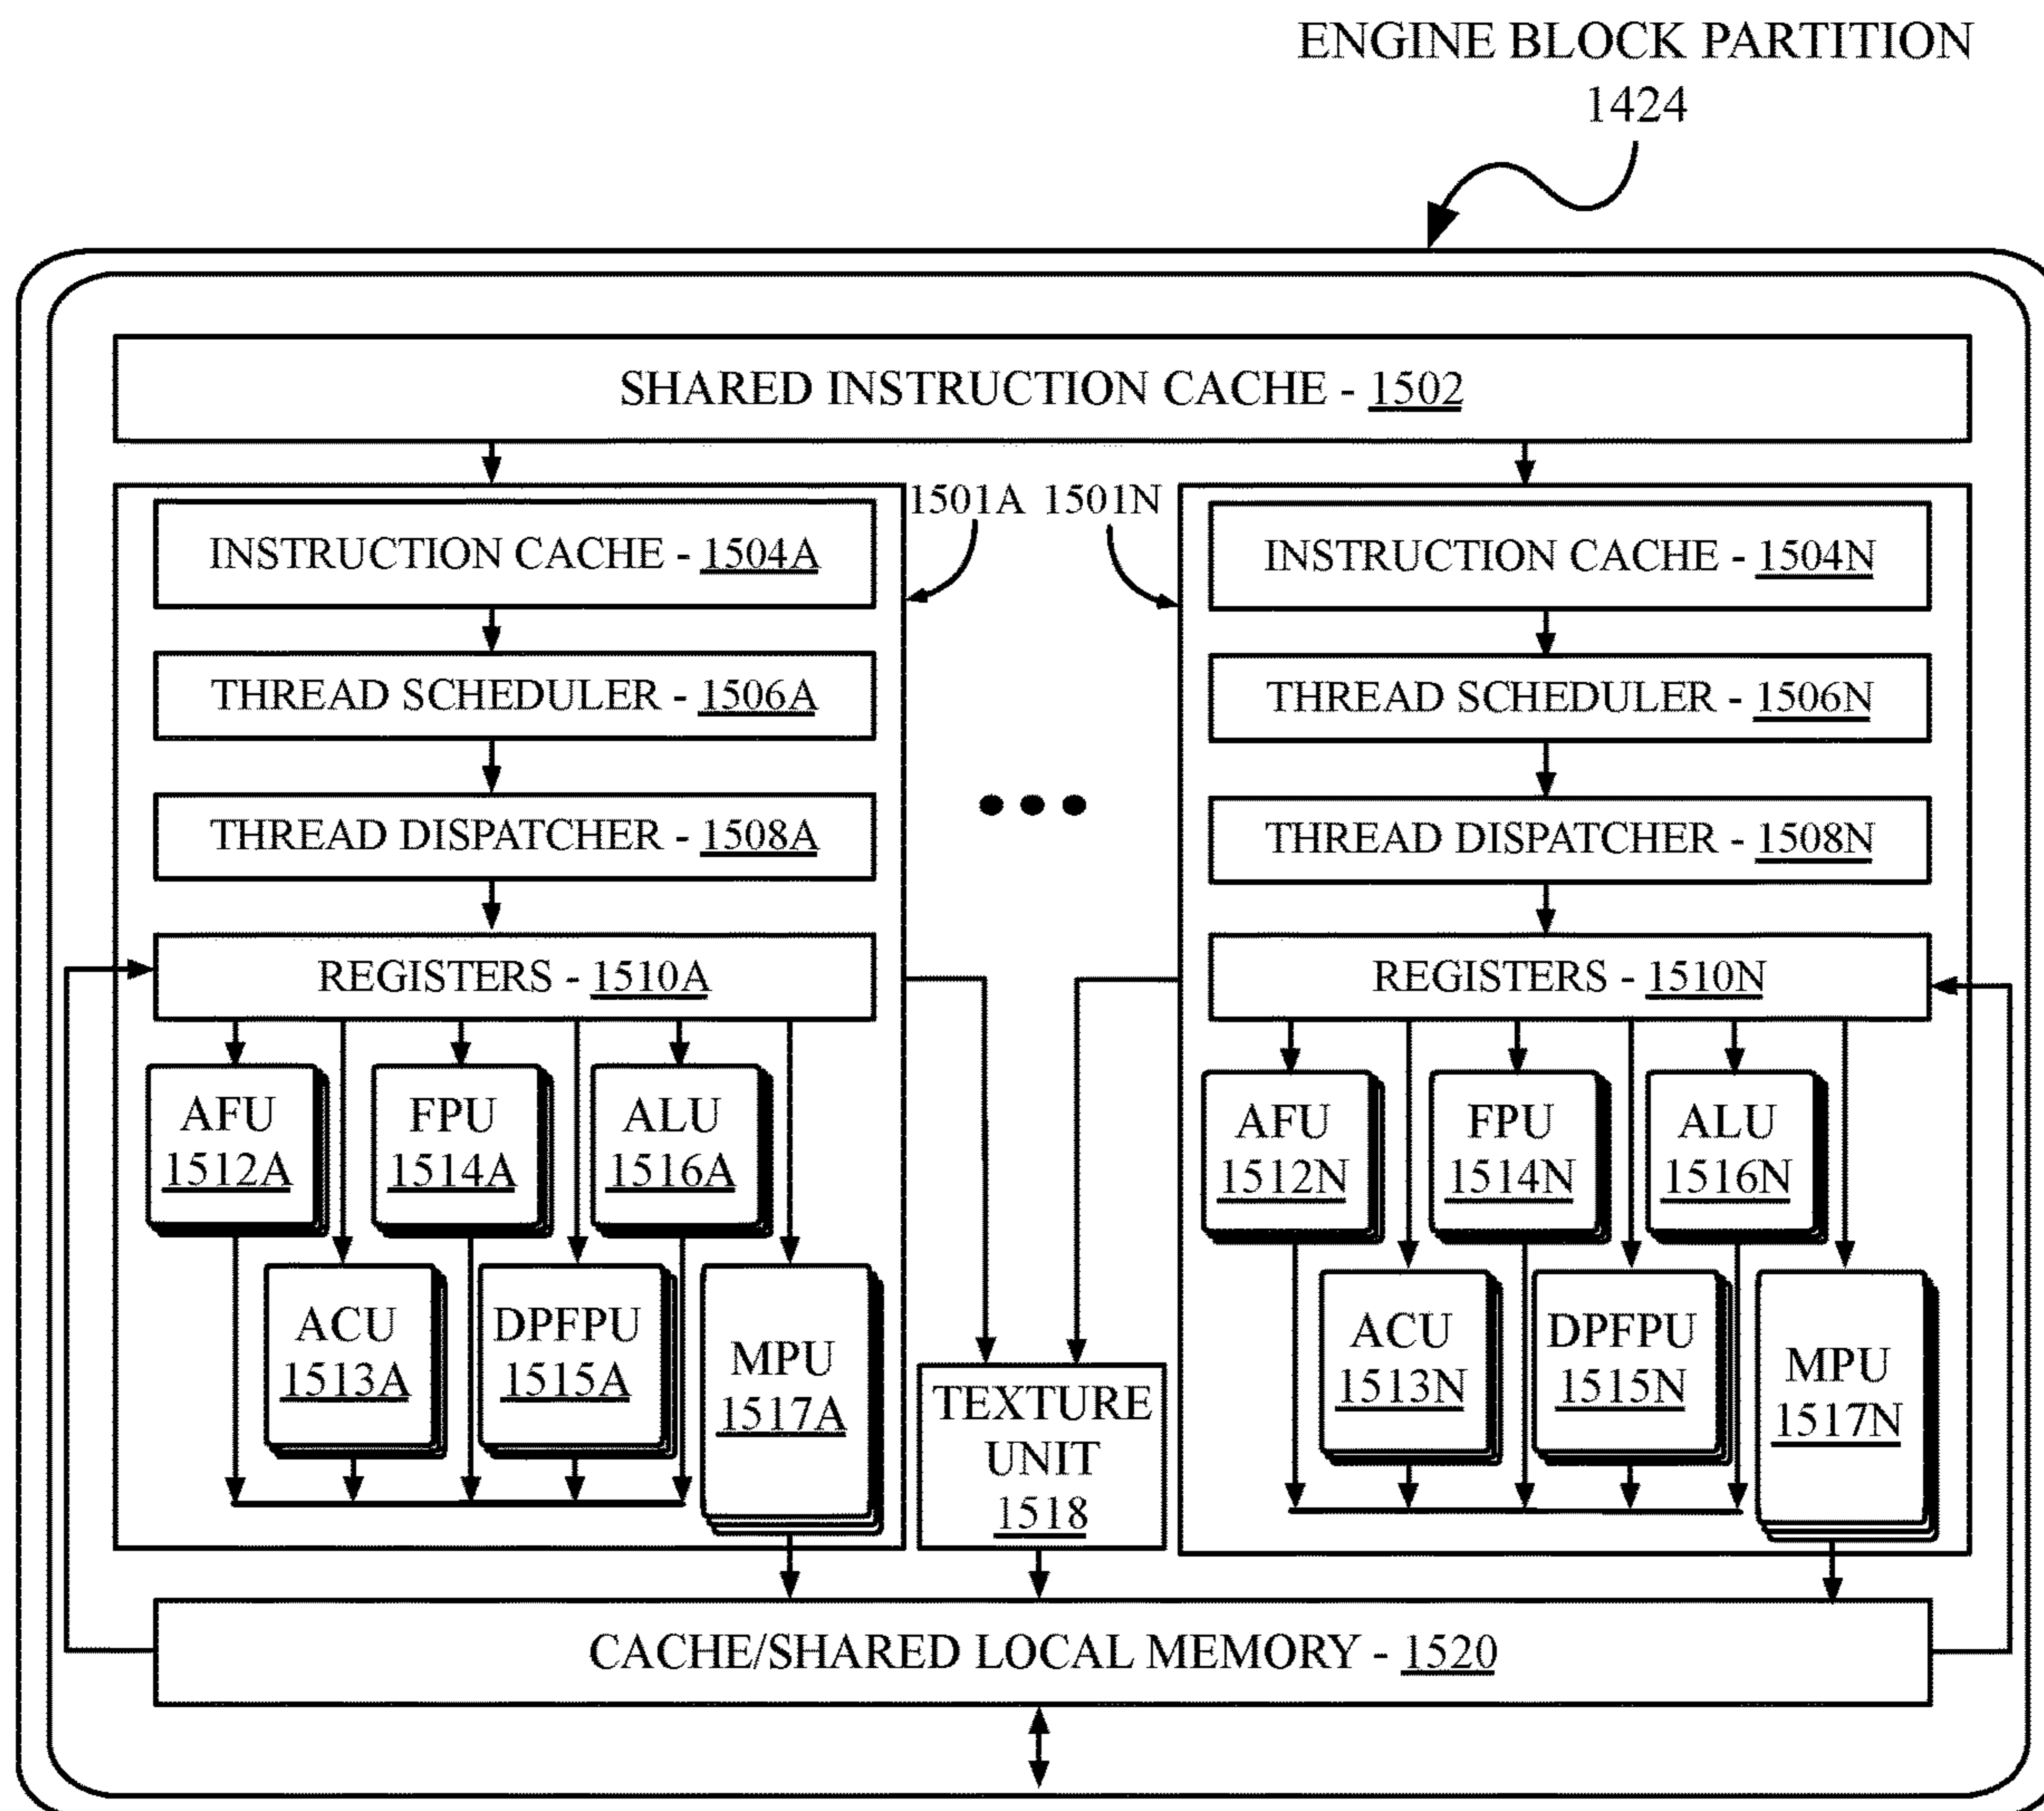 ENGINE BLOCK PARTITION
1424
SHARED INSTRUCTION CACHE - 1502
1501A 1501N
INSTRUCTION CACHE - 1504A
THREAD SCHEDULER - 1506A
THREAD DISPATCHER - 1508A
REGISTERS - 1510A
AFU
1512A
FPU
1514A
ALU
1516A
ACU
1513A
DPFPU
1515A
MPU
1517A
TEXTURE
UNIT
1518
INSTRUCTION CACHE - 1504N
THREAD SCHEDULER - 1506N
THREAD DISPATCHER - 1508N
REGISTERS - 1510N
AFU
1512N
FPU
1514N
ALU
1516N
ACU
1513N
DPFPU
1515N
MPU
1517N
CACHE/SHARED LOCAL MEMORY - 1520